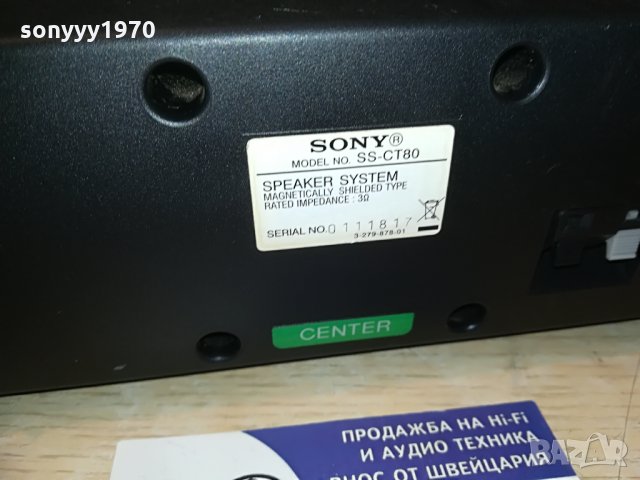 sonyyy1970
SONY®
MODEL NO. SS-CT80
SPEAKER SYSTEM
MAGNETICALLY SHIELDED TYPE
RATED IMPEDANCE : 3Ω
SERIAL NO. 0111817
3-279-878-01
CENTER
ПРОДАЖБА НА Hi-Fi
И АУДИО ТЕХНИКА
ВНОС ОТ ШВЕЙЦАРИЯ
BAZAR